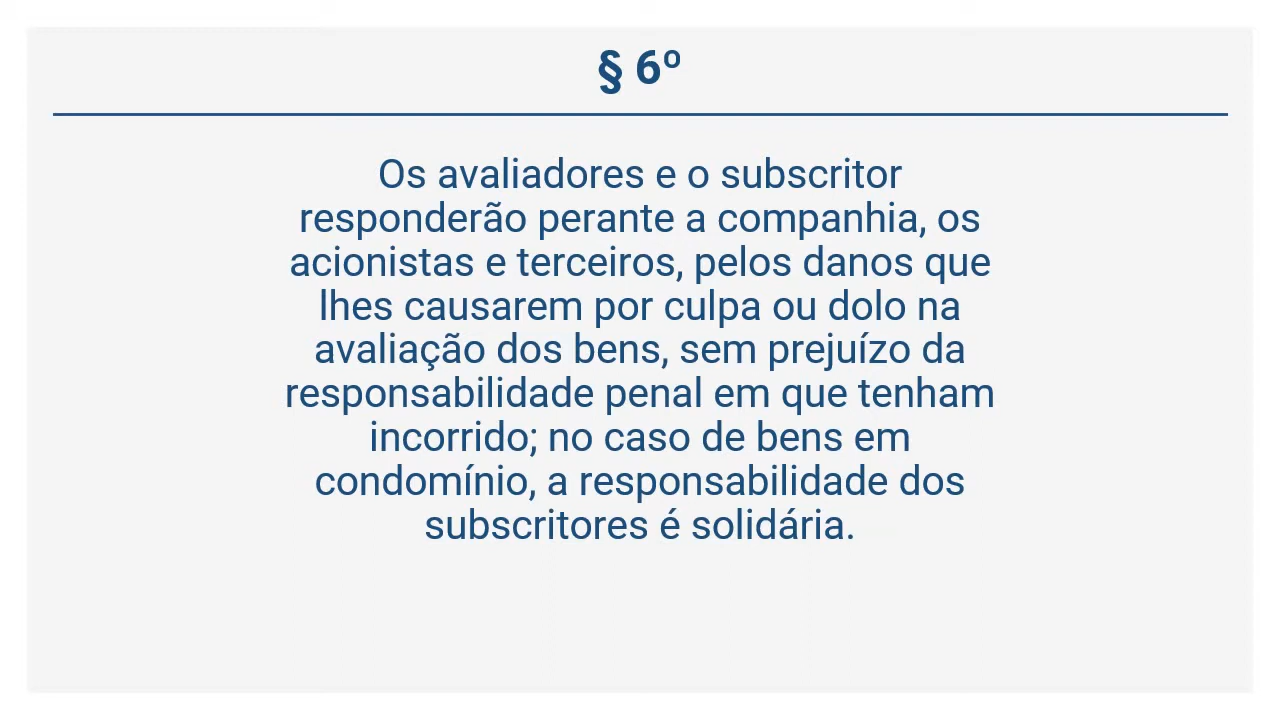 § 6º
Os avaliadores e o subscritor
responderão perante a companhia, os
acionistas e terceiros, pelos danos que
lhes causarem por culpa ou dolo na
avaliação dos bens, sem prejuízo da
responsabilidade penal em que tenham
incorrido; no caso de bens em
condomínio, a responsabilidade dos
subscritores é solidária.